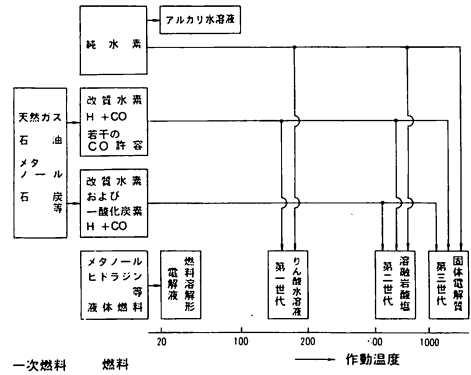 純水素
アルカリ水溶液
天然ガス
石油
メタ
ノール
石炭
等
改質水素
H+CO
若干の
CO許容
改質水素
および
一酸化炭素
H+CO
メタノール
ヒドラジン
等
液体燃料
燃料溶解形
電解液
りん酸水溶液
第一世代
溶融岩酸塩
第二世代
固体電解質
第三世代
20
100
200
1000
作動温度
一次燃料
燃料